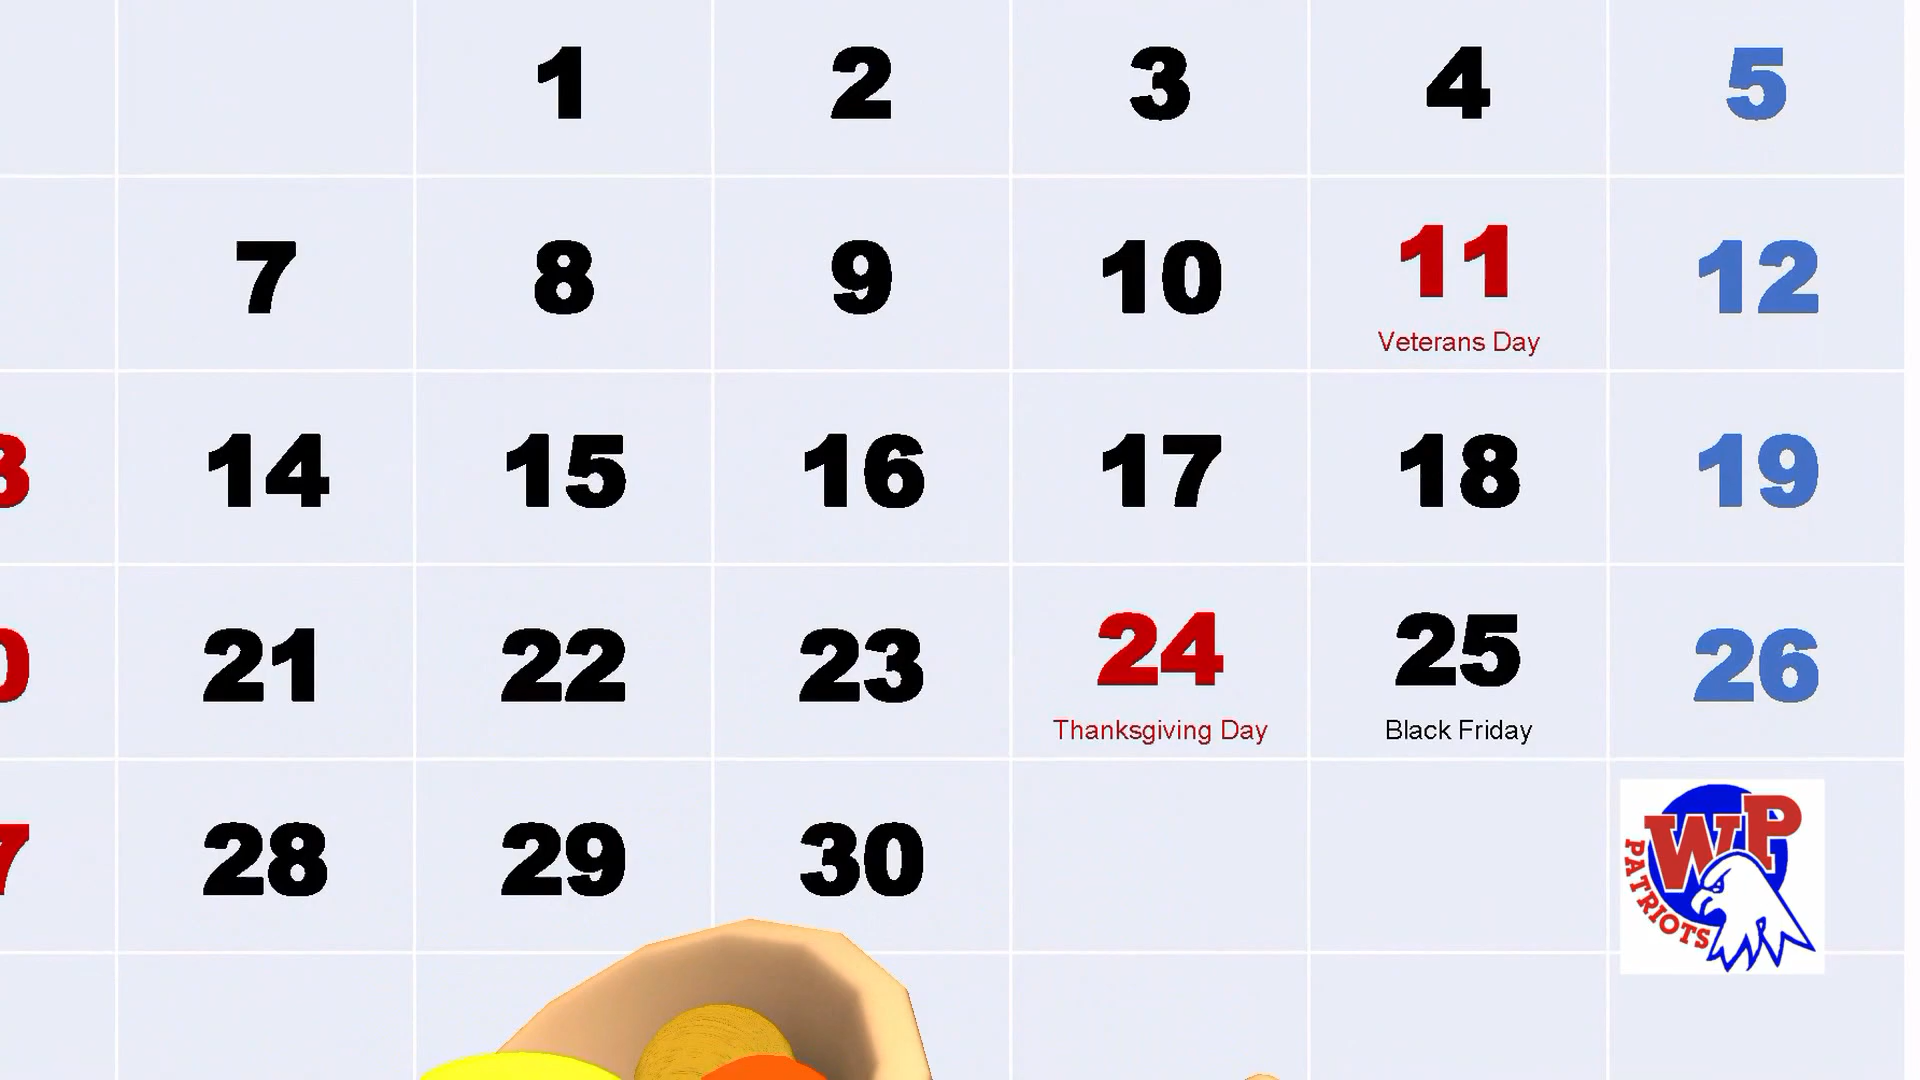 1 2 3 4 5
7 8 9 10 11 12
Veterans Day
14 15 16 17 18 19
21 22 23 24 25 26
Thanksgiving Day Black Friday
28 29 30
WP
PATRIOTS